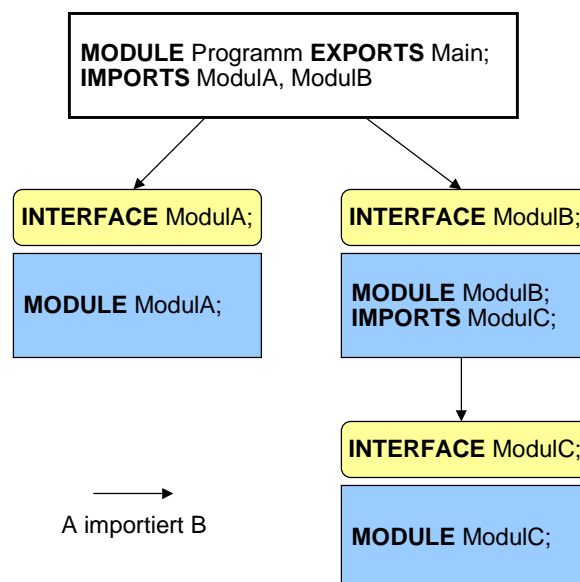 MODULE Programm EXPORTS Main;
IMPORTS ModulA, ModulB
INTERFACE ModulA;
INTERFACE ModulB;
MODULE ModulA;
MODULE ModulB;
IMPORTS ModulC;
INTERFACE ModulC;
MODULE ModulC;
A importiert B